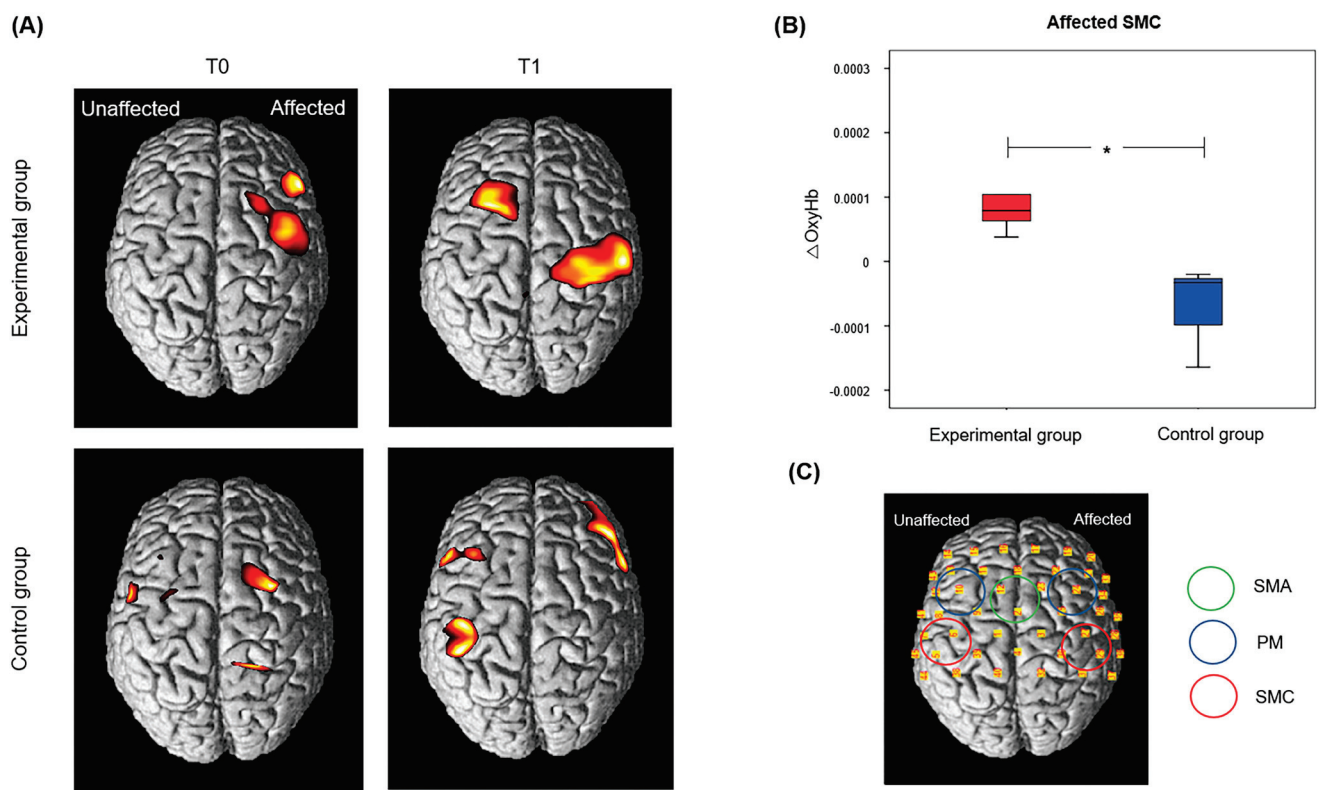 (A)
T0
T1
Unaffected
Affected
Experimental group
Control group
(B)
Affected SMC
△OxyHb
0.0003
0.0002
0.0001
0
-0.0001
-0.0002
*
Experimental group
Control group
(C)
Unaffected
Affected
SMA
PM
SMC